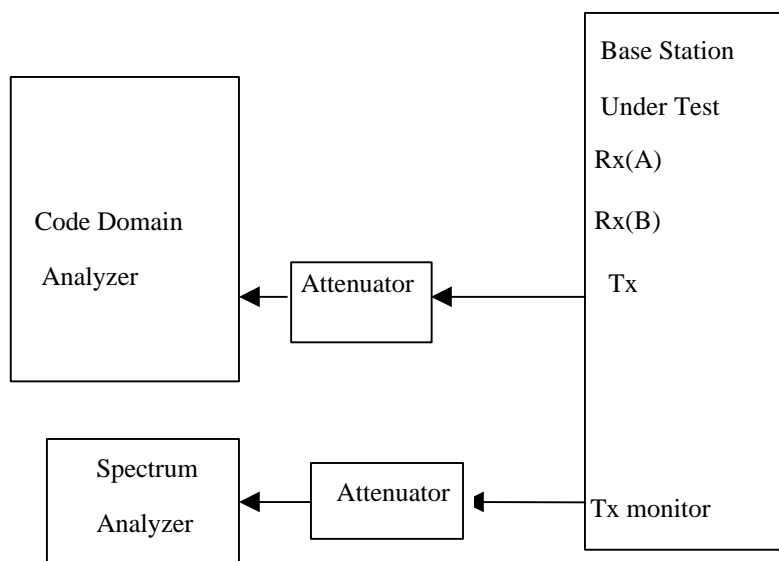 Base Station
Under Test
Rx(A)
Rx(B)
Tx
Tx monitor
Code Domain
Analyzer
Attenuator
Spectrum
Analyzer
Attenuator